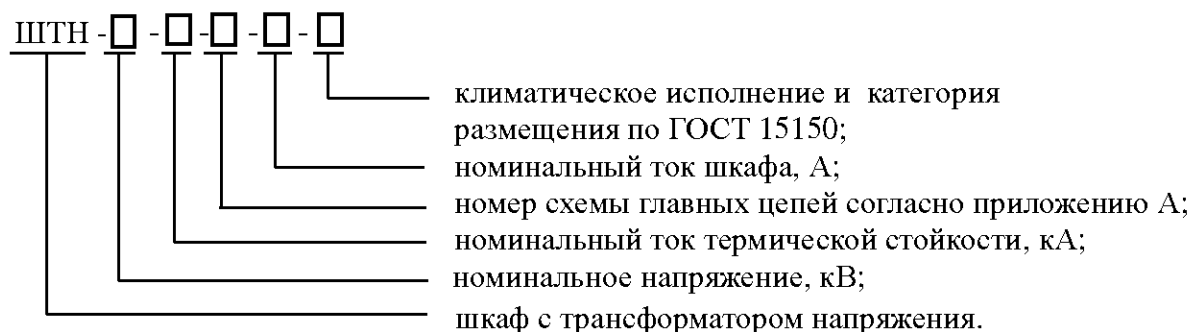 ШТН - - - - -
климатическое исполнение и категория
размещения по ГОСТ 15150;
номинальный ток шкафа, А;
номер схемы главных цепей согласно приложению А;
номинальный ток термической стойкости, кА;
номинальное напряжение, кВ;
шкаф с трансформатором напряжения.